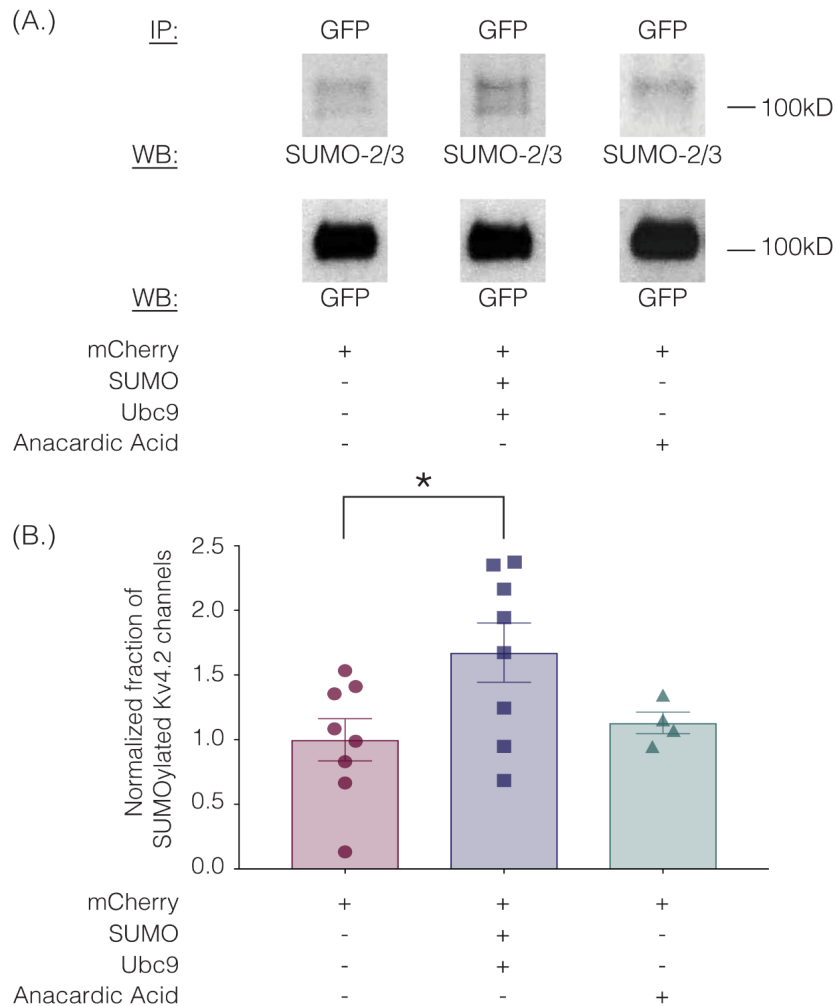 (A.)
IP: GFP GFP GFP
100kD
WB: SUMO-2/3 SUMO-2/3 SUMO-2/3
100kD
WB: GFP GFP GFP
mCherry + + +
SUMO - + -
Ubc9 - + -
Anacardic Acid - - +
*
(B.)
Normalized fraction of
SUMOylated Kv4.2 channels
2.5
2.0
1.5
1.0
0.5
0.0
mCherry + + +
SUMO - + -
Ubc9 - + -
Anacardic Acid - - +